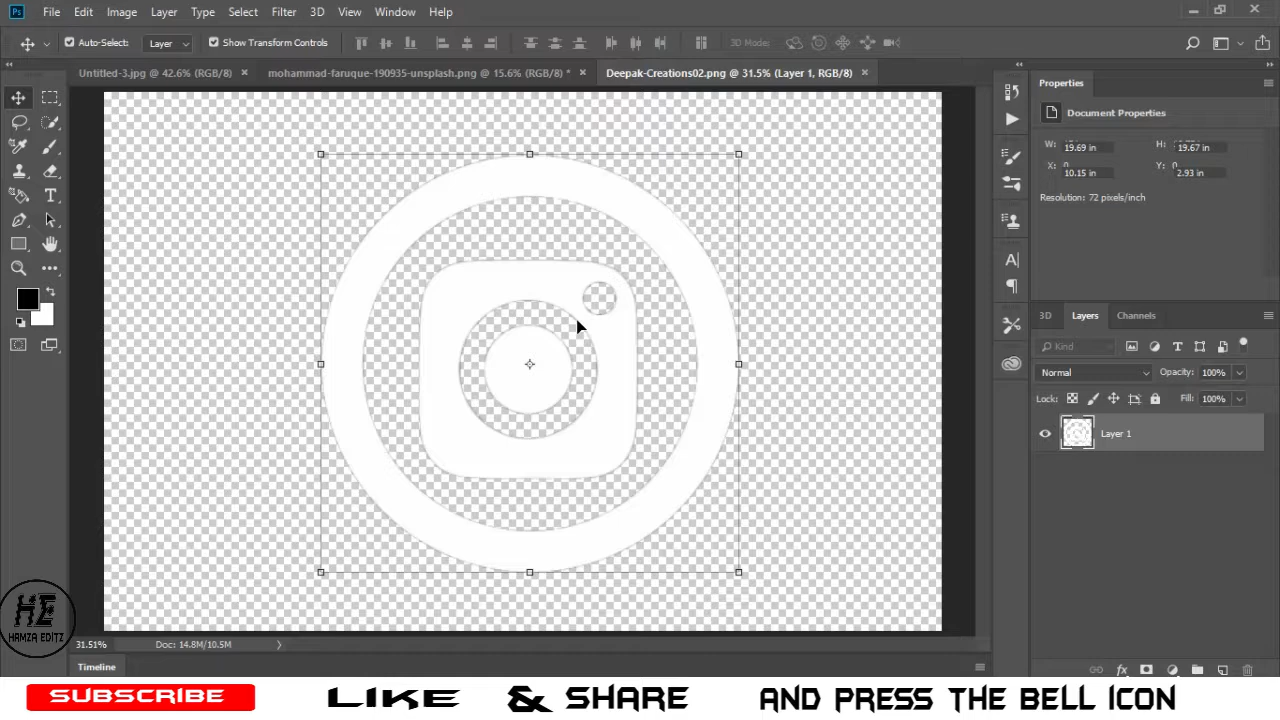 Ps File Edit Image Layer Type Select Filter 3D View Window Help
Auto-Select: Layer Show Transform Controls 3D Mode:
Untitled-3.jpg @ 42.6% (RGB/8) × mohammad-faruque-190935-unsplash.png @ 15.6% (RGB/8) * × Deepak-Creations02.png @ 31.5% (Layer 1, RGB/8) ×
Properties
Document Properties
W: 19.69 in H: 19.67 in
X: 10.15 in Y: 2.93 in
Resolution: 72 pixels/inch
3D Layers Channels
Kind
Normal Opacity: 100%
Lock: Fill: 100%
Layer 1
HE
HAMZA EDITZ
31.51% Doc: 14.8M/10.5M
Timeline
fx
SUBSCRIBE LIKE & SHARE AND PRESS THE BELL ICON